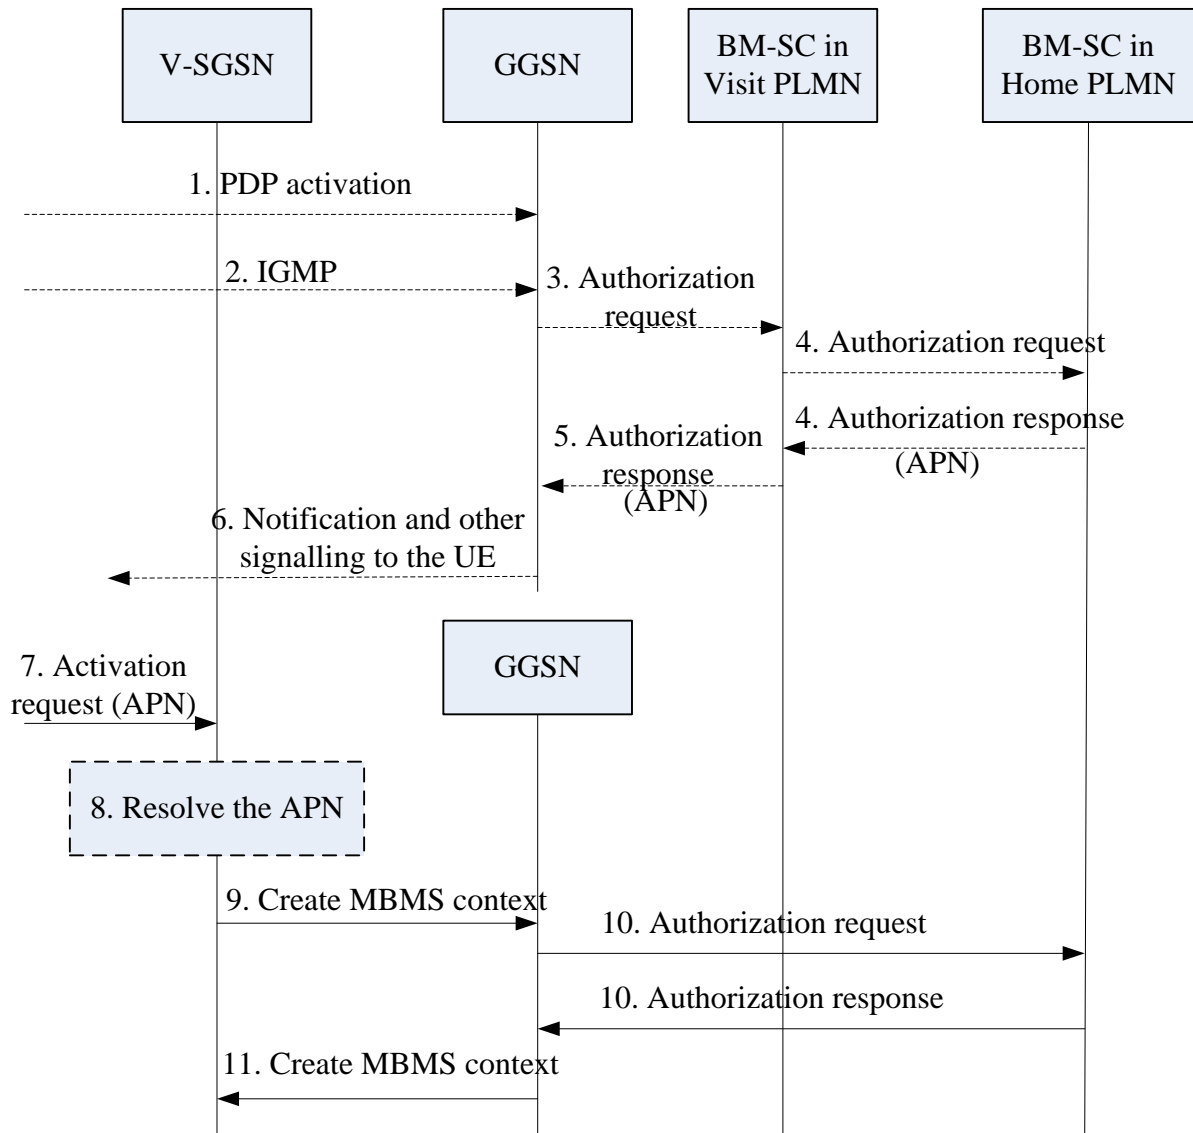 V-SGSN
GGSN
BM-SC in
Visit PLMN
BM-SC in
Home PLMN
1. PDP activation
2. IGMP
3. Authorization
request
4. Authorization request
4. Authorization response
(APN)
5. Authorization
response
(APN)
6. Notification and other
signalling to the UE
GGSN
7. Activation
request (APN)
8. Resolve the APN
9. Create MBMS context
10. Authorization request
10. Authorization response
11. Create MBMS context